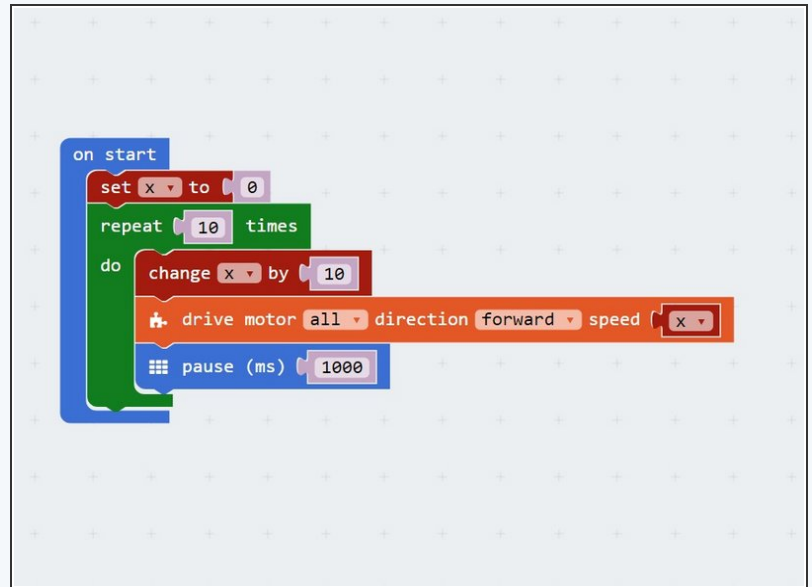 on start
set x to 0
repeat 10 times
do
change x by 10
drive motor all direction forward speed x
pause (ms) 1000